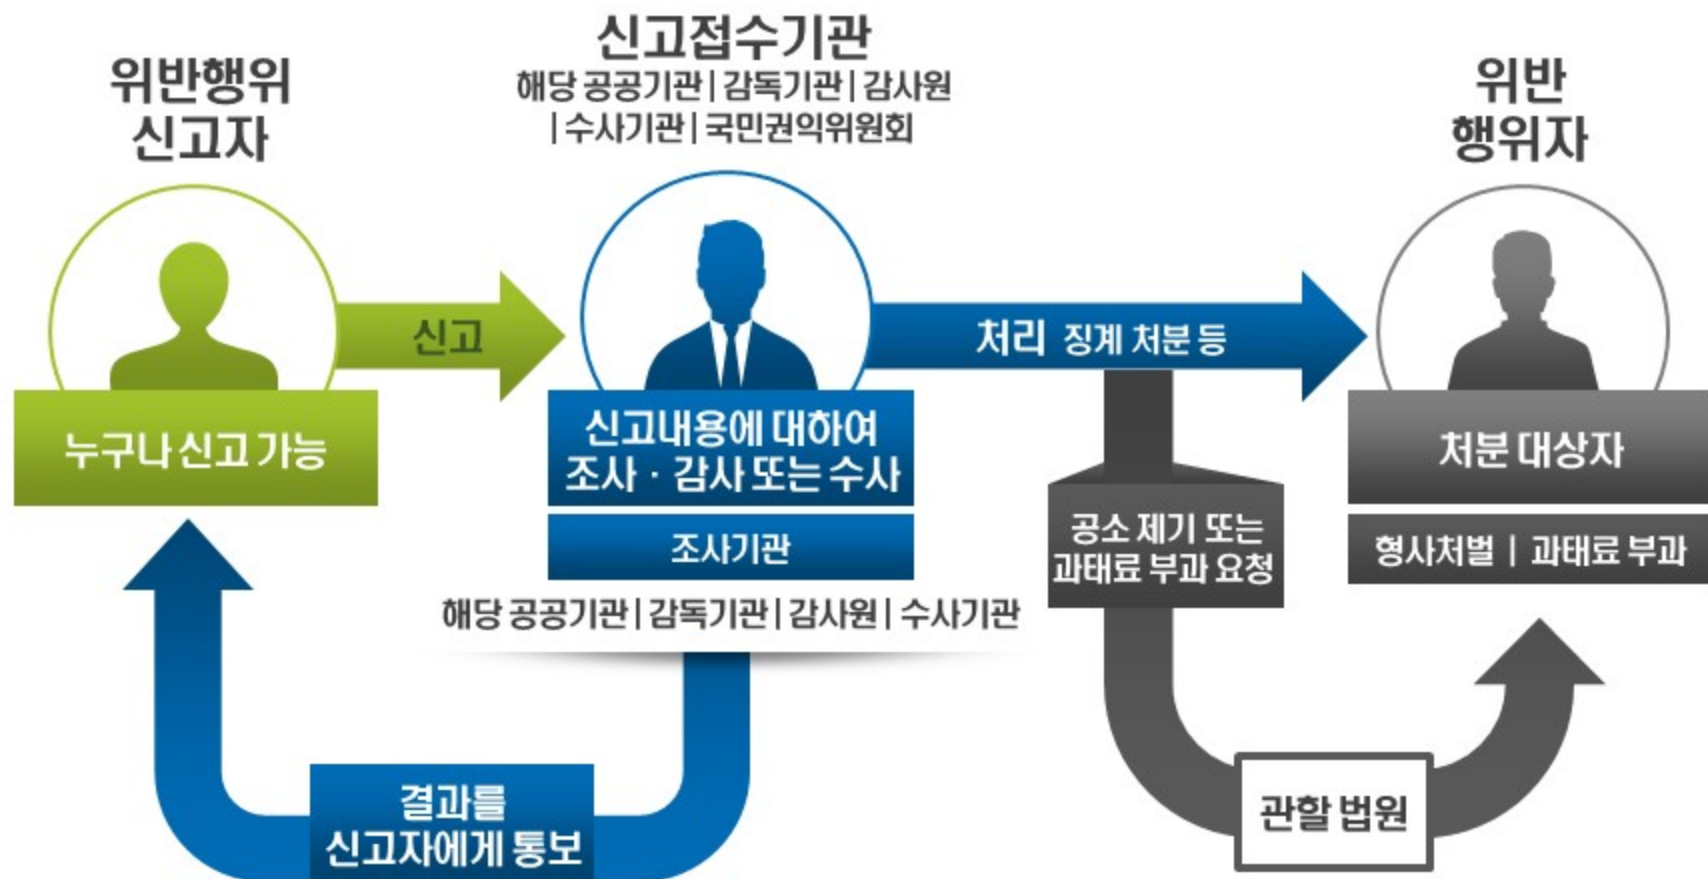 위반행위
신고자
신고접수기관
해당 공공기관 | 감독기관 | 감사원
| 수사기관 | 국민권익위원회
위반
행위자
신고
처리 징계 처분 등
누구나 신고 가능
신고내용에 대하여
조사 · 감사 또는 수사
조사기관
해당 공공기관 | 감독기관 | 감사원 | 수사기관
공소 제기 또는
과태료 부과 요청
처분 대상자
형사처벌 | 과태료 부과
결과를
신고자에게 통보
관할 법원